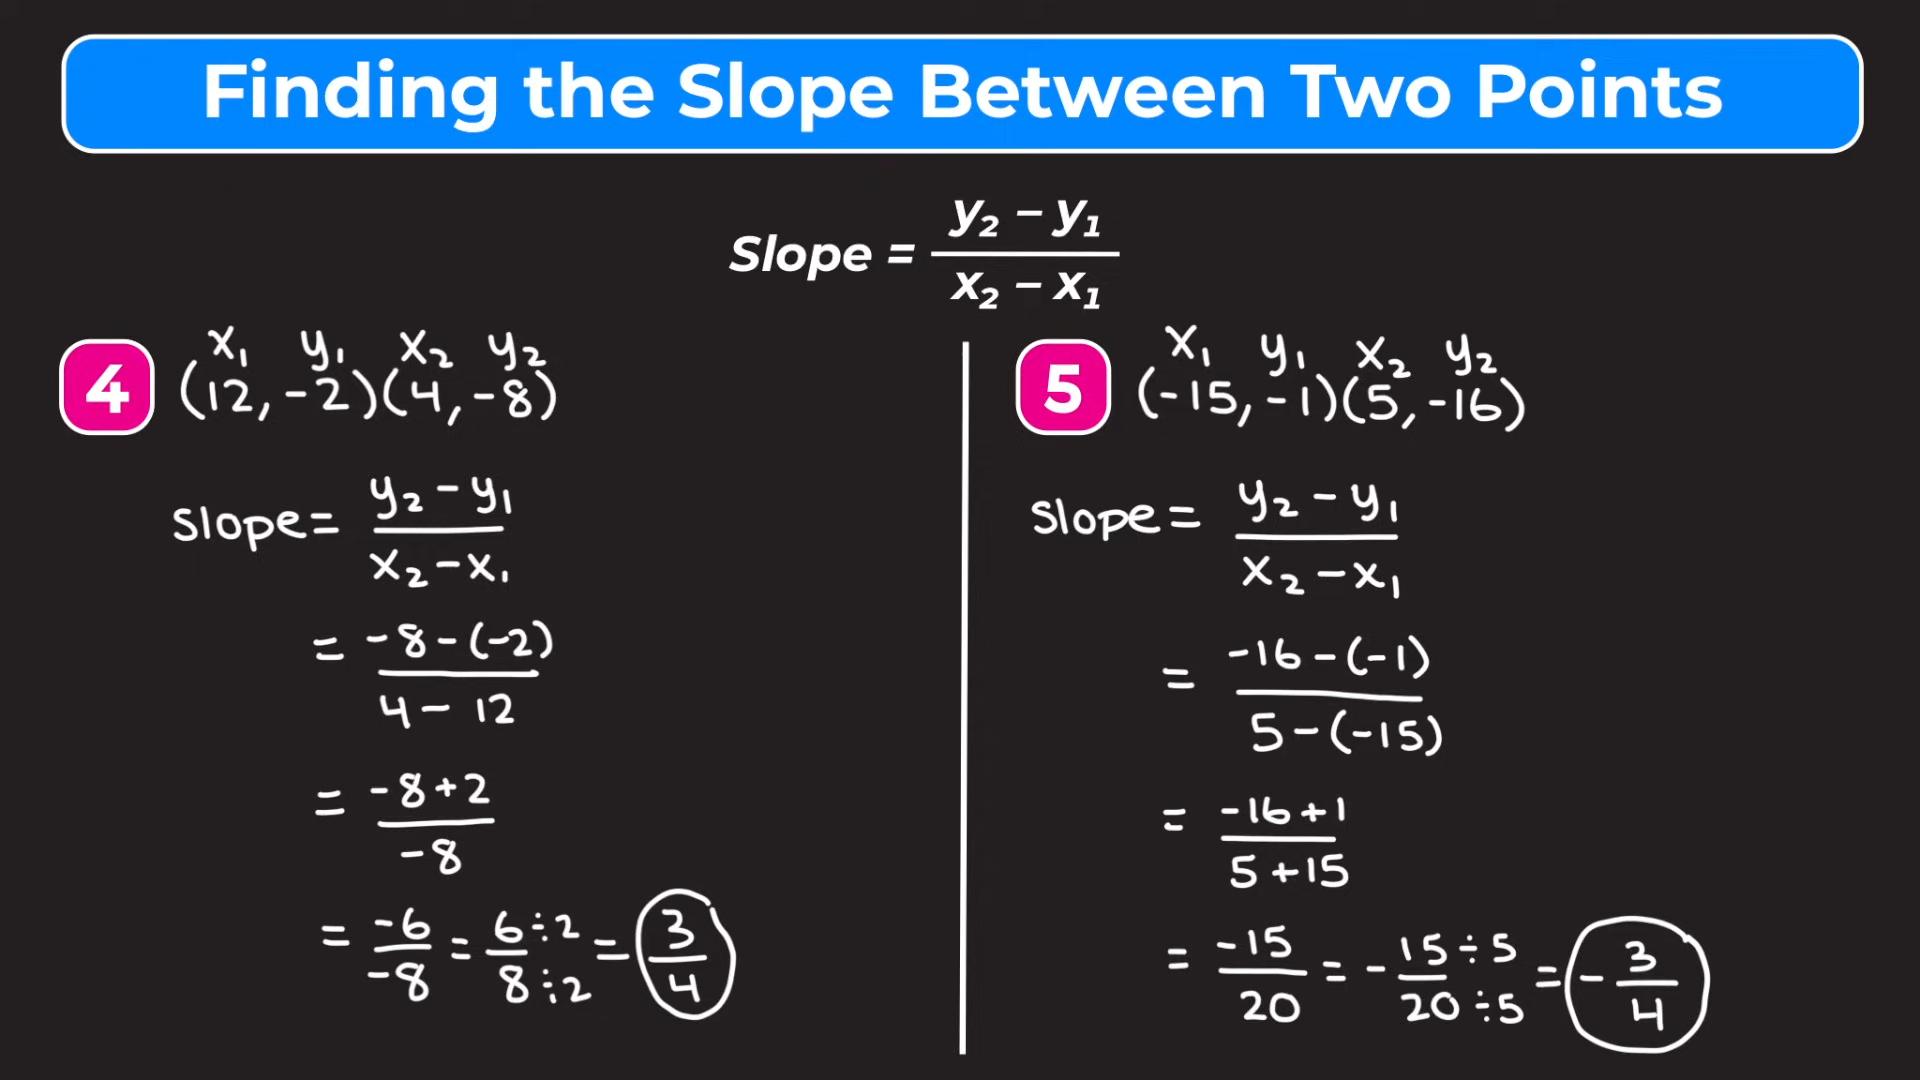 Finding the Slope Between Two Points
Slope = y₂ − y₁ / x₂ − x₁
4
x₁ y₁ x₂ y₂
(12, -2)(4, -8)
slope = y₂ - y₁ / x₂ - x₁
= -8 - (-2) / 4 - 12
= -8 + 2 / -8
= -6/-8 = 6÷2 / 8÷2 = 3/4
5
x₁ y₁ x₂ y₂
(-15, -1)(5, -16)
slope = y₂ - y₁ / x₂ - x₁
= -16 - (-1) / 5 - (-15)
= -16 + 1 / 5 + 15
= -15/20 = - 15÷5 / 20÷5 = - 3/4